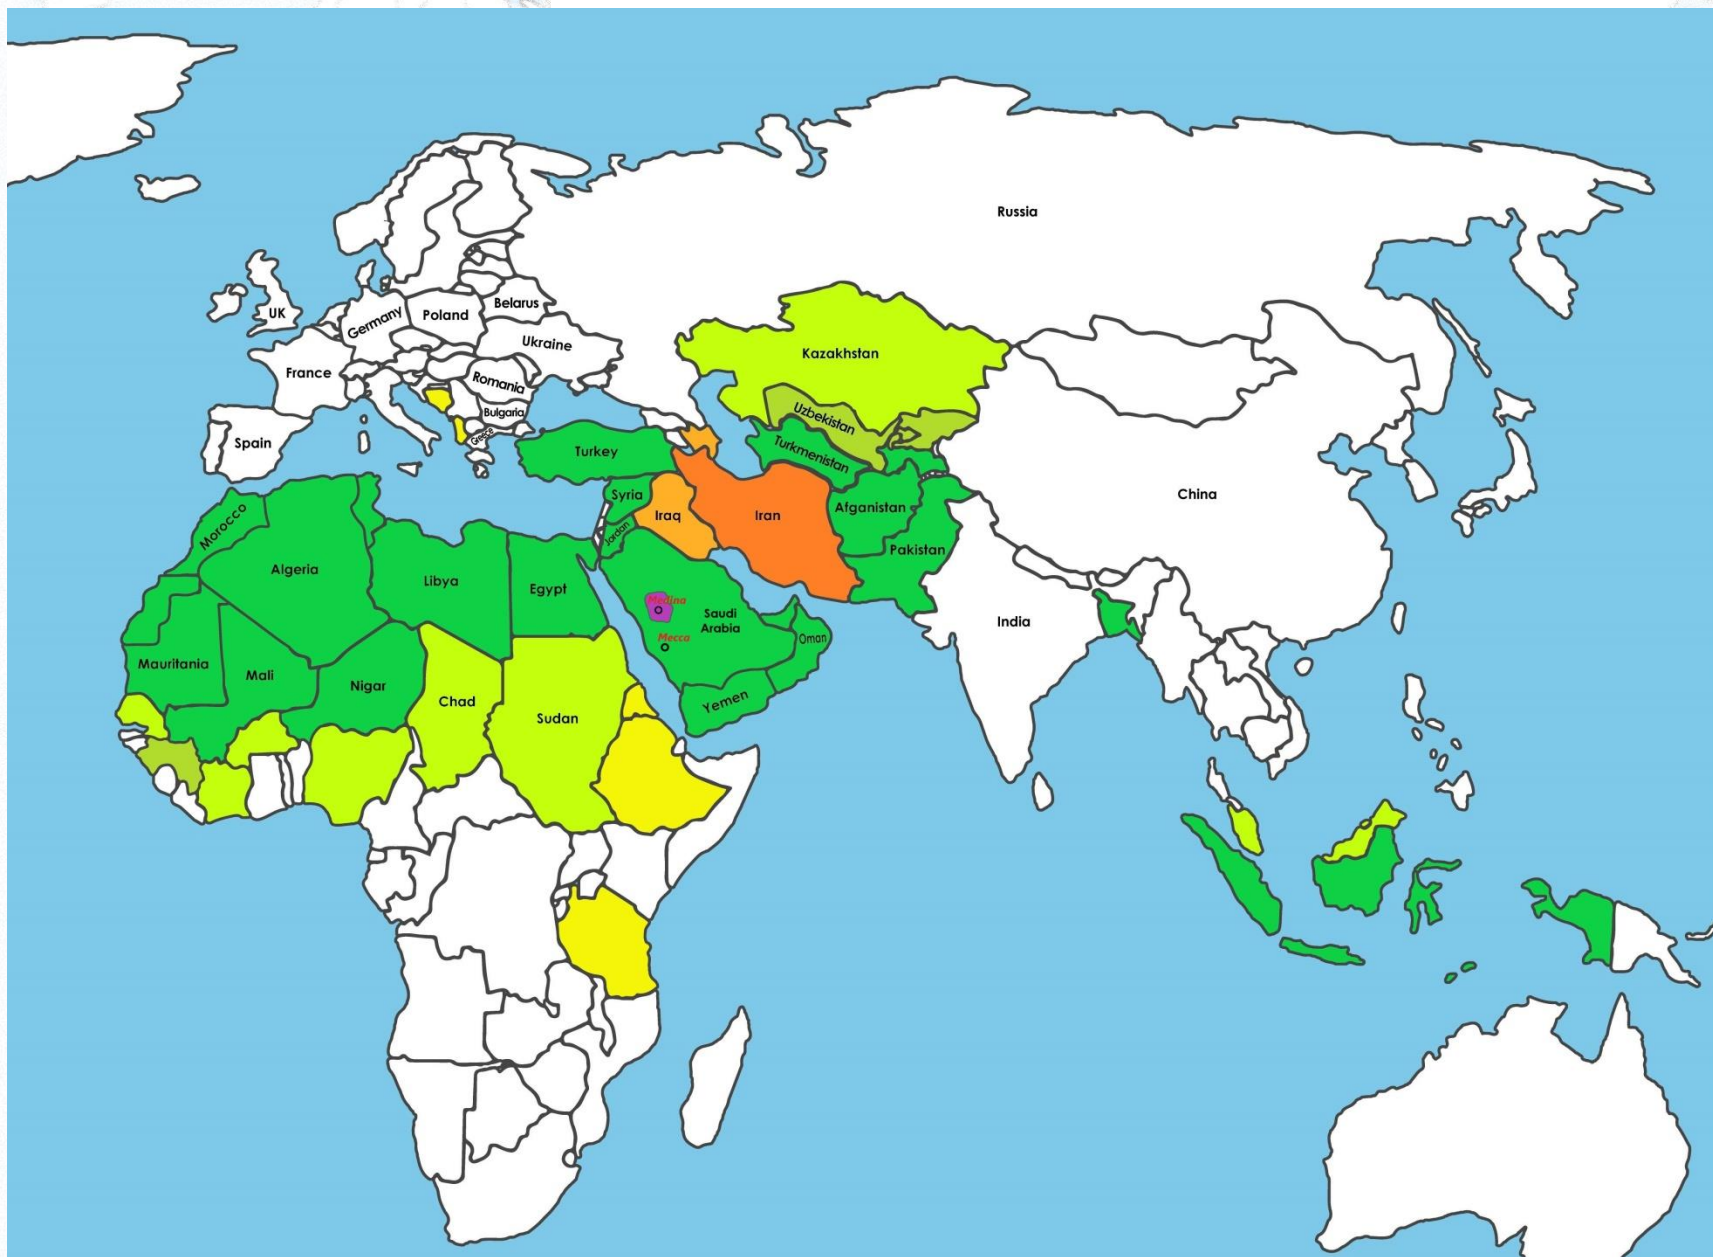 Russia
UK
Germany
Poland
Belarus
Ukraine
France
Romania
Bulgaria
Greece
Spain
Kazakhstan
Uzbekistan
Turkmenistan
Turkey
Syria
Iraq
Iran
Jordan
Afganistan
Pakistan
China
India
Morocco
Algeria
Libya
Egypt
Medina
Mecca
Saudi
Arabia
Oman
Yemen
Mauritania
Mali
Nigar
Chad
Sudan